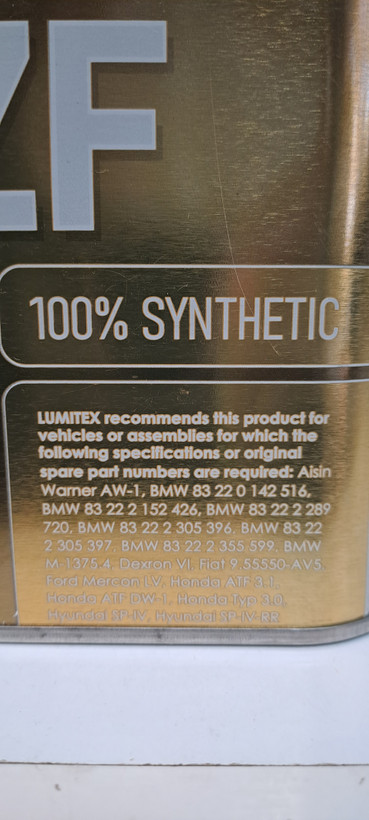 ZF
100% SYNTHETIC
LUMITEX recommends this product for
vehicles or assemblies for which the
following specifications or original
spare part numbers are required: Aisin
Warner AW-1, BMW 83 22 0 142 516,
BMW 83 22 2 152 426, BMW 83 22 2 289
720, BMW 83 22 2 305 396, BMW 83 22
2 305 397, BMW 83 22 2 355 599, BMW
M-1375.4, Dexron VI, Fiat 9.55550-AV5,
Ford Mercon LV, Honda ATF 3.1,
Honda ATF DW-1, Honda Typ 3.0,
Hyundai SP-IV, Hyundai SP-IV-RR,